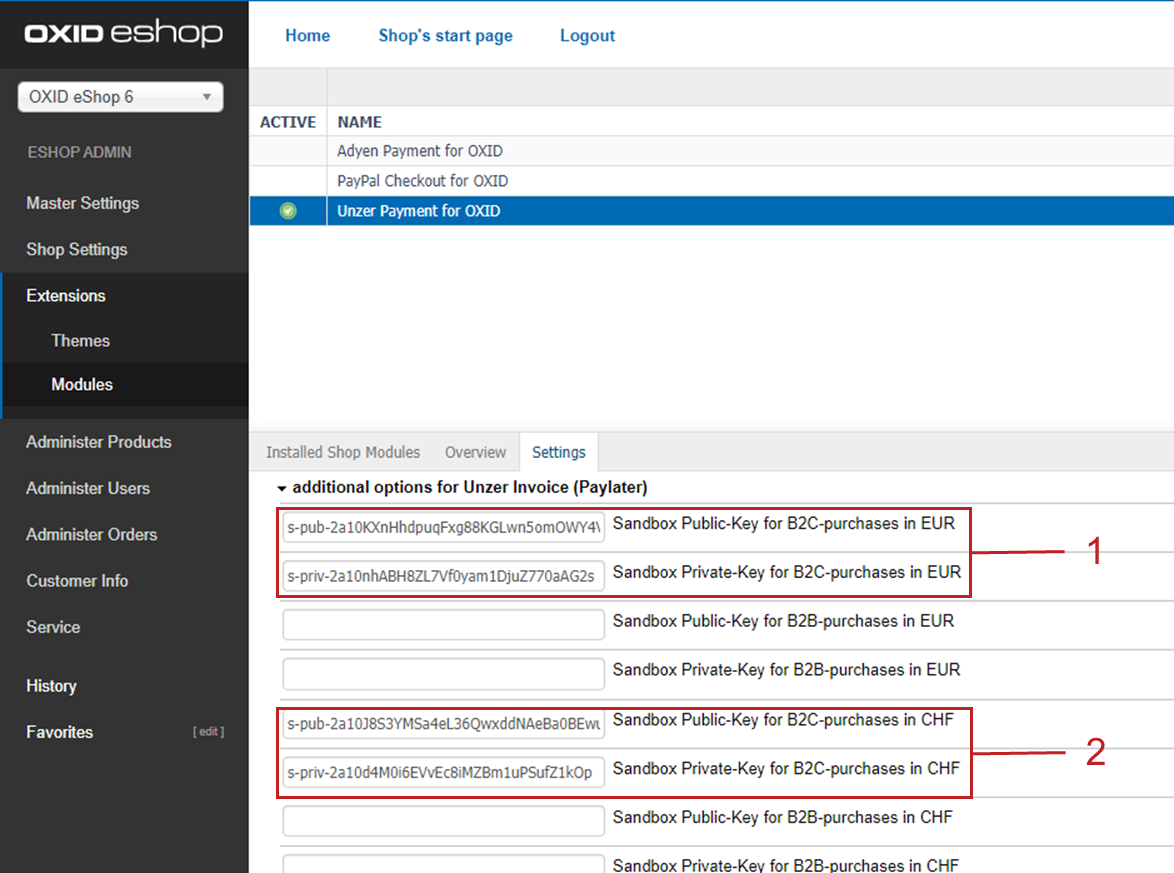 OXID eshop
Home Shop's start page Logout
OXID eShop 6
ESHOP ADMIN
Master Settings
Shop Settings
Extensions
Themes
Modules
Administer Products
Administer Users
Administer Orders
Customer Info
Service
History
Favorites [ edit ]
ACTIVE NAME
Adyen Payment for OXID
PayPal Checkout for OXID
Unzer Payment for OXID
Installed Shop Modules Overview Settings
additional options for Unzer Invoice (Paylater)
s-pub-2a10KXnHhdpuqFxg88KGLwn5omOWY4 Sandbox Public-Key for B2C-purchases in EUR
1
s-priv-2a10nhABH8ZL7Vf0yam1DjuZ770aAG2s Sandbox Private-Key for B2C-purchases in EUR
Sandbox Public-Key for B2B-purchases in EUR
Sandbox Private-Key for B2B-purchases in EUR
s-pub-2a10J8S3YMSa4eL36QwxddNAeBa0BEw Sandbox Public-Key for B2C-purchases in CHF
2
s-priv-2a10d4M0i6EVvEc8iMZBm1uPSufZ1kOp Sandbox Private-Key for B2C-purchases in CHF
Sandbox Public-Key for B2B-purchases in CHF
Sandbox Private-Key for B2B-purchases in CHF